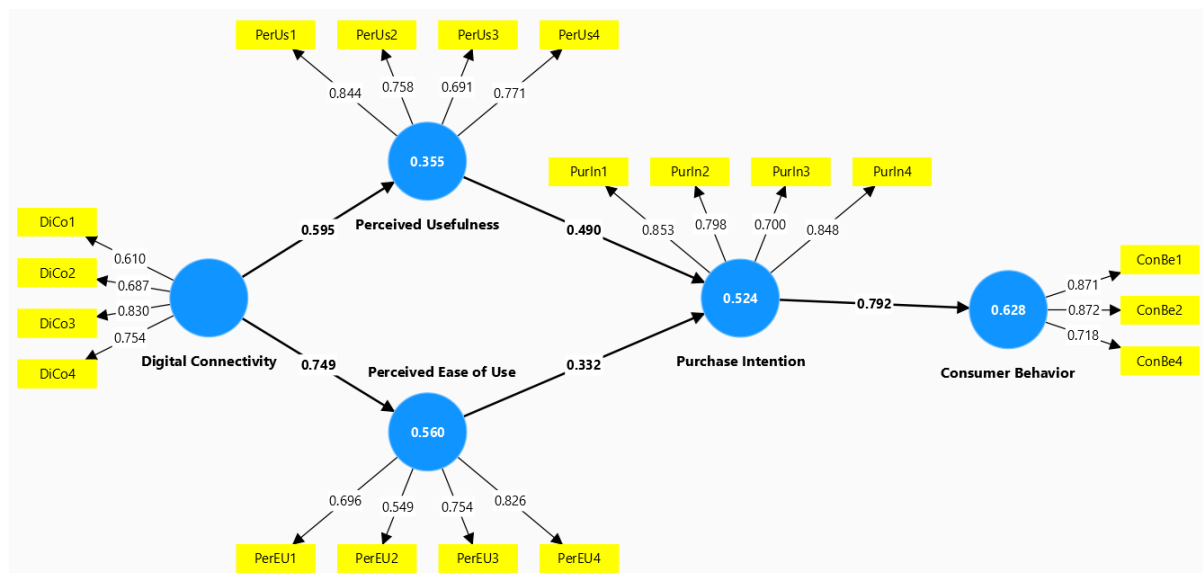 PerUs1 PerUs2 PerUs3 PerUs4
0.844 0.758 0.691 0.771
0.355
Perceived Usefulness
PurIn1 PurIn2 PurIn3 PurIn4
0.853 0.798 0.700 0.848
DiCo1
DiCo2
DiCo3
DiCo4
0.610
0.687
0.830
0.754
Digital Connectivity
0.595
0.749
0.490
0.332
0.524
Purchase Intention
0.792
0.628
Consumer Behavior
0.871
0.872
0.718
ConBe1
ConBe2
ConBe4
Perceived Ease of Use
0.560
0.696 0.549 0.754 0.826
PerEU1 PerEU2 PerEU3 PerEU4